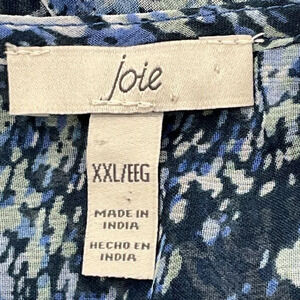 joie
XXL/EEG
MADE IN
INDIA
HECHO EN
INDIA